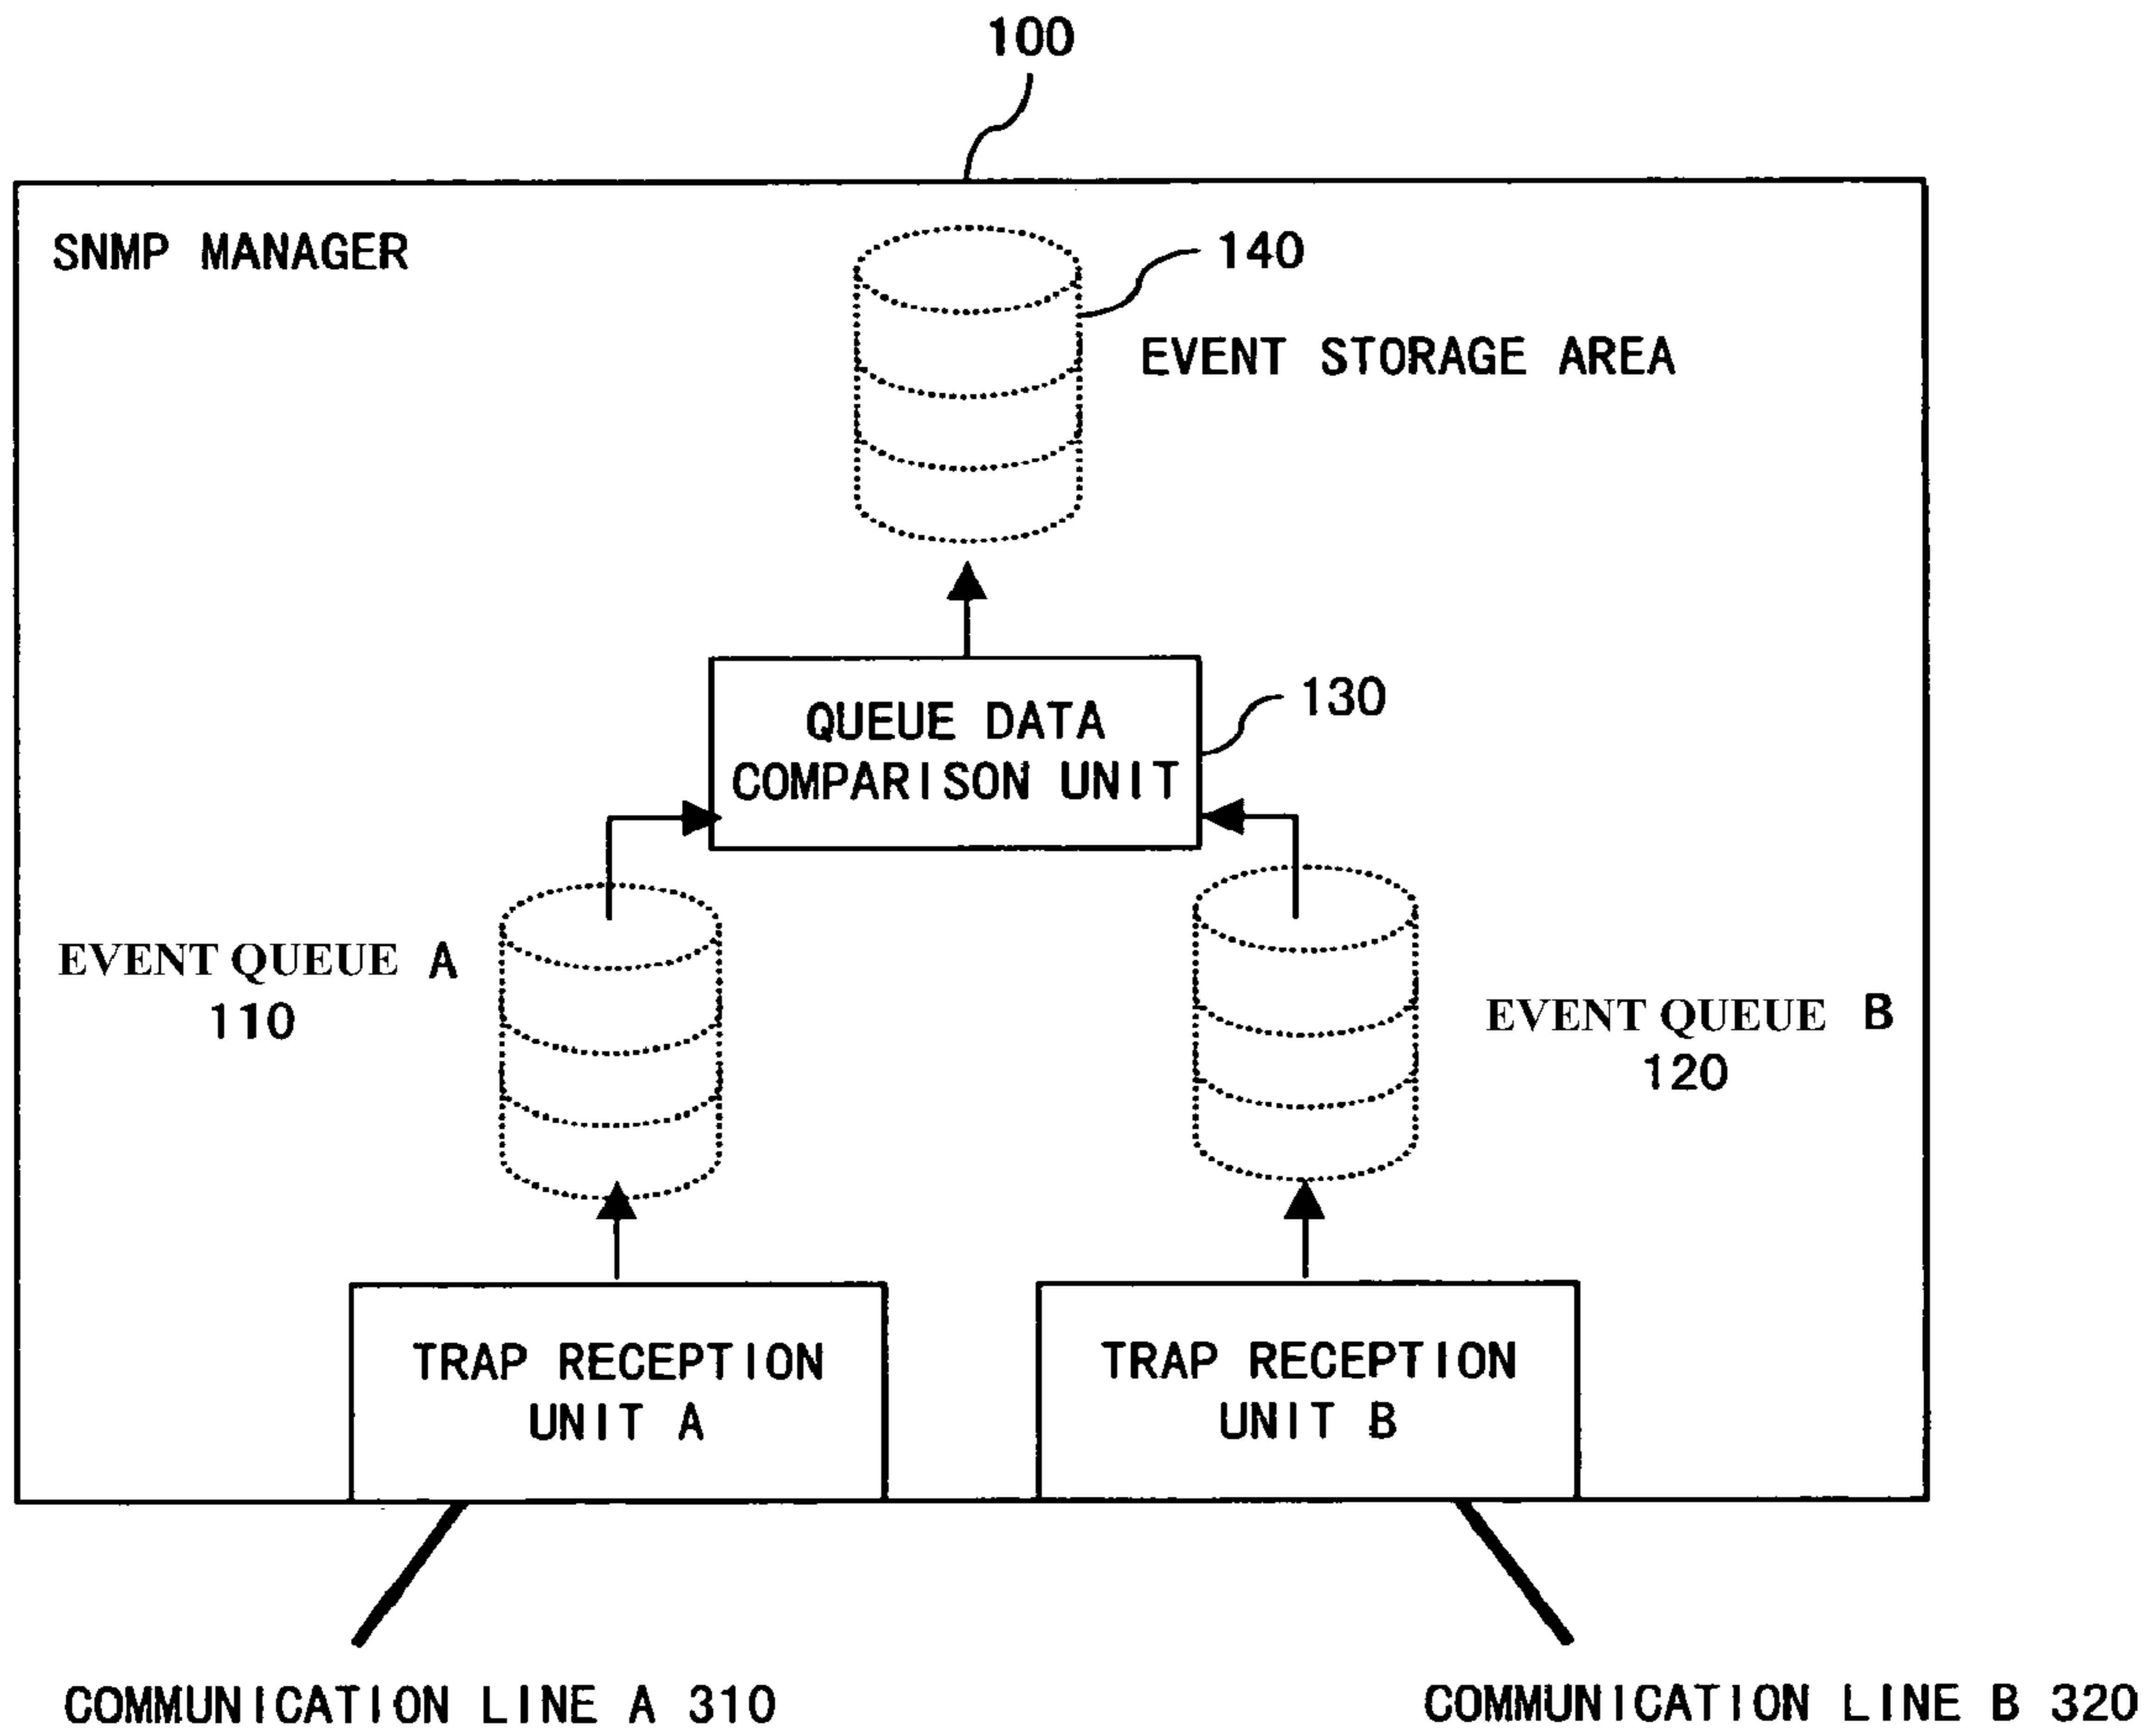 100
SNMP MANAGER
140
EVENT STORAGE AREA
QUEUE DATA
COMPARISON UNIT
130
EVENT QUEUE A
110
EVENT QUEUE B
120
TRAP RECEPTION
UNIT A
TRAP RECEPTION
UNIT B
COMMUNICATION LINE A 310
COMMUNICATION LINE B 320